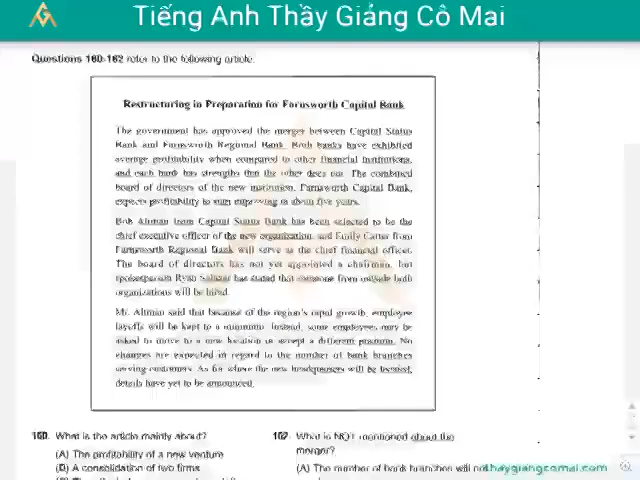 Tiếng Anh Thầy Giảng Cô Mai
Questions 160-162 refer to the following article.
Restructuring in Preparation for Farnsworth Capital Bank
The government has approved the merger between Capital Status
Bank and Farnsworth Regional Bank. Both banks have exhibited
average profitability when compared to other financial institutions,
and each bank has strengths that the other does not. The combined
board of directors of the new institution, Farnsworth Capital Bank,
expects profitability to start improving in about five years.
Bob Altman from Capital Status Bank has been selected to be the
chief executive officer of the new organization, and Emily Carter from
Farnsworth Regional Bank will serve as the chief financial officer.
The board of directors has not yet appointed a chairman, but
spokesperson Ryan Salazar has stated that someone from outside both
organizations will be hired.
Mr. Altman said that because of the region's rapid growth, employee
layoffs will be kept to a minimum. Instead, some employees may be
asked to move to a new location or accept a different position. No
changes are expected in regard to the number of bank branches
serving customers. As for where the new headquarters will be located,
details have yet to be announced.
160. What is the article mainly about?
(A) The profitability of a new venture
(B) A consolidation of two firms
162. What is NOT mentioned about the
merger?
(A) The number of bank branches will not
thaygiangcomai.com